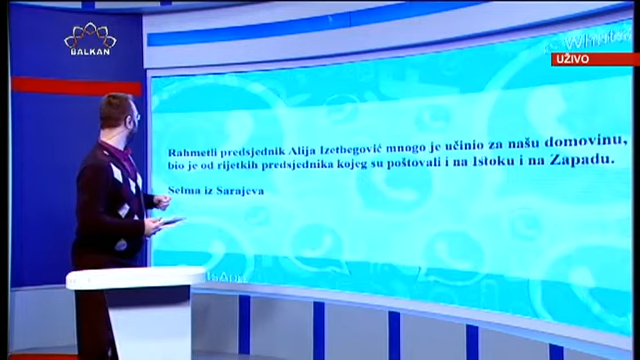 BALKAN
UŽIVO
Rahmetli predsjednik Alija Izetbegović mnogo je učinio za našu domovinu,
bio je od rijetkih predsjednika kojeg su poštovali i na Istoku i na Zapadu.
Selma iz Sarajeva